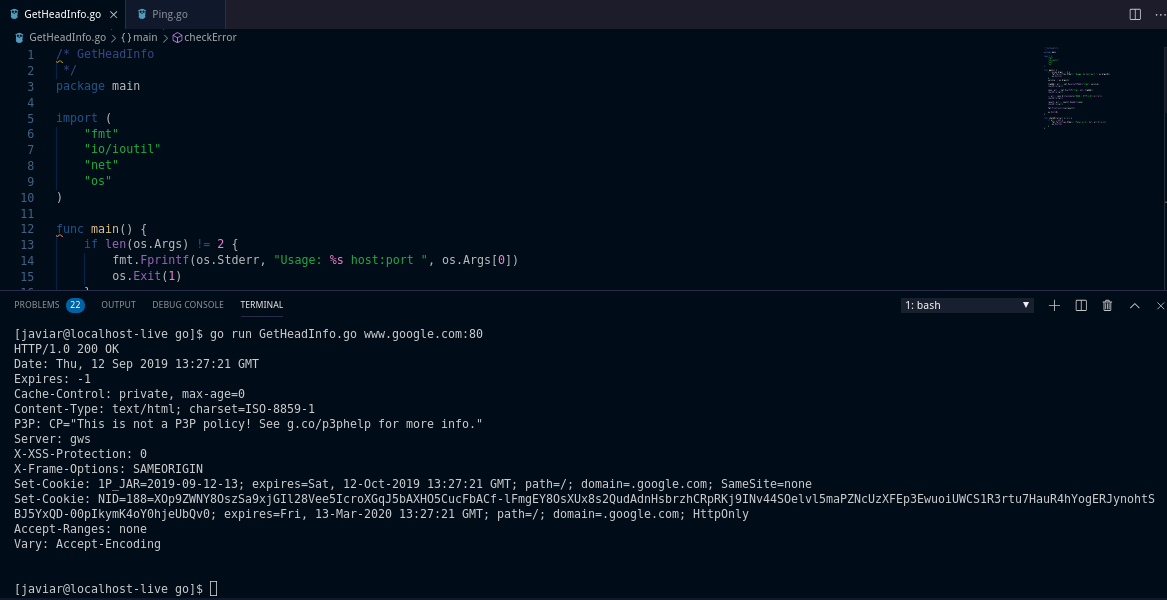 GetHeadInfo.go Ping.go
GetHeadInfo.go > {} main > checkError
1 /* GetHeadInfo
2 */
3 package main
4
5 import (
6 "fmt"
7 "io/ioutil"
8 "net"
9 "os"
10 )
11
12 func main() {
13 if len(os.Args) != 2 {
14 fmt.Fprintf(os.Stderr, "Usage: %s host:port ", os.Args[0])
15 os.Exit(1)
PROBLEMS 22 OUTPUT DEBUG CONSOLE TERMINAL 1: bash
[javiar@localhost-live go]$ go run GetHeadInfo.go www.google.com:80
HTTP/1.0 200 OK
Date: Thu, 12 Sep 2019 13:27:21 GMT
Expires: -1
Cache-Control: private, max-age=0
Content-Type: text/html; charset=ISO-8859-1
P3P: CP="This is not a P3P policy! See g.co/p3phelp for more info."
Server: gws
X-XSS-Protection: 0
X-Frame-Options: SAMEORIGIN
Set-Cookie: 1P_JAR=2019-09-12-13; expires=Sat, 12-Oct-2019 13:27:21 GMT; path=/; domain=.google.com; SameSite=none
Set-Cookie: NID=188=XOp9ZWNY8OszSa9xjGIl28Vee5IcroXGqJ5bAXHO5CucFbACf-lFmgEY8OsXUx8s2QudAdnHsbrzhCRpRKj9INv44SOelvl5maPZNcUzXFEp3EwuoiUWCS1R3rtu7HauR4hYogERJynohtS
BJ5YxQD-00pIkymK4oY0hjeUbQv0; expires=Fri, 13-Mar-2020 13:27:21 GMT; path=/; domain=.google.com; HttpOnly
Accept-Ranges: none
Vary: Accept-Encoding
[javiar@localhost-live go]$